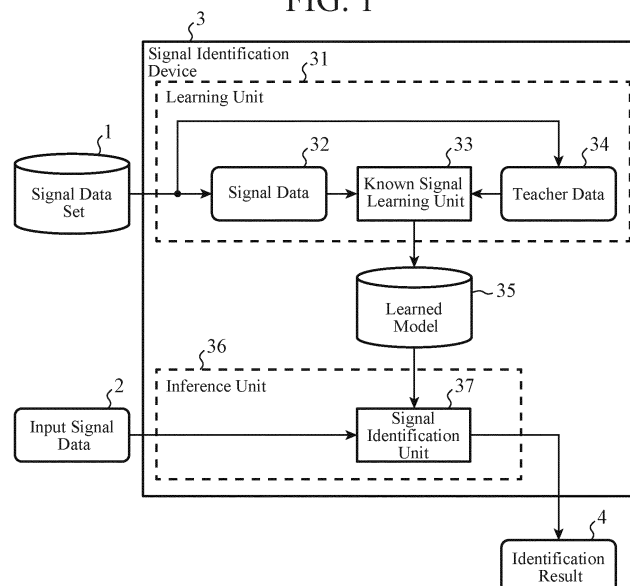 FIG. 1
3
Signal Identification
Device
31
Learning Unit
1
32
33
34
Signal Data
Set
Signal Data
Known Signal
Learning Unit
Teacher Data
35
Learned
Model
36
Inference Unit
2
37
Input Signal
Data
Signal
Identification
Unit
4
Identification
Result